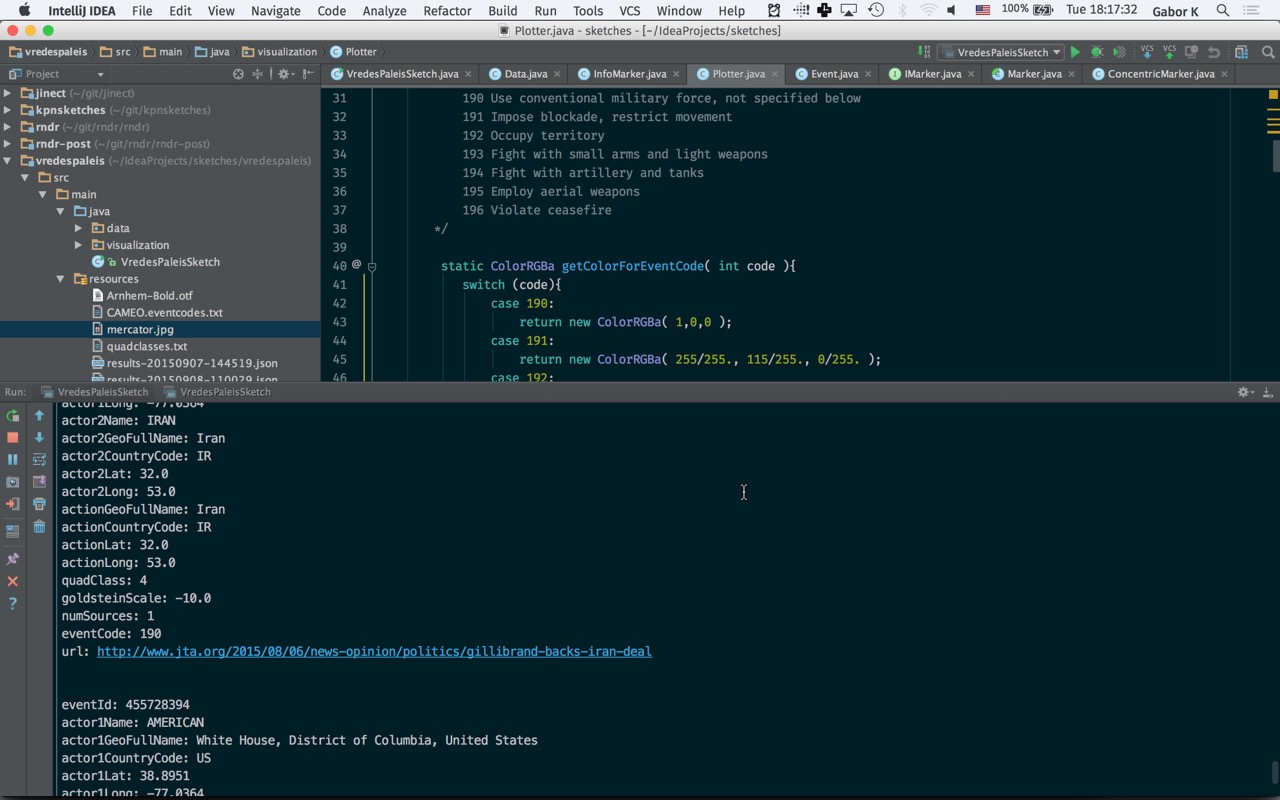 IntelliJ IDEA File Edit View Navigate Code Analyze Refactor Build Run Tools VCS Window Help 100% Tue 18:17:32 Gabor K
Plotter.java - sketches - [~/IdeaProjects/sketches]
vredespaleis src main java visualization Plotter VredesPaleisSketch VCS VCS
Project VredesPaleisSketch.java Data.java InfoMarker.java Plotter.java Event.java IMarker.java Marker.java ConcentricMarker.java
jinect (~/git/jinect)
kpnsketches (~/git/kpnsketches)
rndr (~/git/rndr/rndr)
rndr-post (~/git/rndr/rndr-post)
vredespaleis (~/IdeaProjects/sketches/vredespaleis)
src
main
java
data
visualization
VredesPaleisSketch
resources
Arnhem-Bold.otf
CAMEO.eventcodes.txt
mercator.jpg
quadclasses.txt
results-20150907-144519.json
results-20150908-110029.json
31 190 Use conventional military force, not specified below
32 191 Impose blockade, restrict movement
33 192 Occupy territory
34 193 Fight with small arms and light weapons
35 194 Fight with artillery and tanks
36 195 Employ aerial weapons
37 196 Violate ceasefire
38 */
39
40 @ static ColorRGBa getColorForEventCode( int code ){
41 switch (code){
42 case 190:
43 return new ColorRGBa( 1,0,0 );
44 case 191:
45 return new ColorRGBa( 255/255., 115/255., 0/255. );
46 case 192:
Run: VredesPaleisSketch VredesPaleisSketch
actor1Long: -77.0364
actor2Name: IRAN
actor2GeoFullName: Iran
actor2CountryCode: IR
actor2Lat: 32.0
actor2Long: 53.0
actionGeoFullName: Iran
actionCountryCode: IR
actionLat: 32.0
actionLong: 53.0
quadClass: 4
goldsteinScale: -10.0
numSources: 1
eventCode: 190
url: http://www.jta.org/2015/08/06/news-opinion/politics/gillibrand-backs-iran-deal
eventId: 455728394
actor1Name: AMERICAN
actor1GeoFullName: White House, District of Columbia, United States
actor1CountryCode: US
actor1Lat: 38.8951
actor1Long: -77.0364